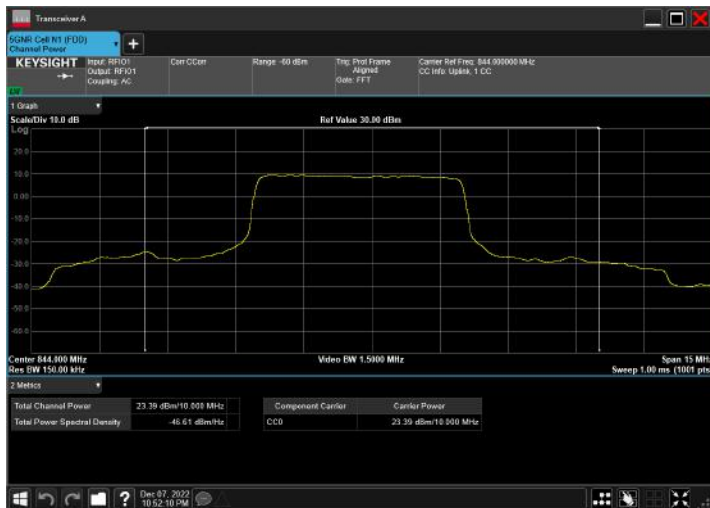 Transceiver A
5GNR Cell N1 (FDD)
Channel Power
KEYSIGHT
Input: RFIO1
Output: RFIO1
Coupling: AC
Corr CCorr
Range: -60 dBm
Trig: Prot Frame
Aligned
Gate: FFT
Carrier Ref Freq: 844.000000 MHz
CC Info: Uplink, 1 CC
1 Graph
Scale/Div 10.0 dB
Ref Value 30.00 dBm
Log
20.0
10.0
0.00
-10.0
-20.0
-30.0
-40.0
-50.0
-60.0
Center 844.000 MHz
Video BW 1.5000 MHz
Span 15 MHz
Res BW 150.00 kHz
Sweep 1.00 ms (1001 pts
2 Metrics
Total Channel Power 23.39 dBm/10.000 MHz
Total Power Spectral Density -46.61 dBm/Hz
Component Carrier Carrier Power
CC0 23.39 dBm/10.000 MHz
Dec 07, 2022
10:52:10 PM